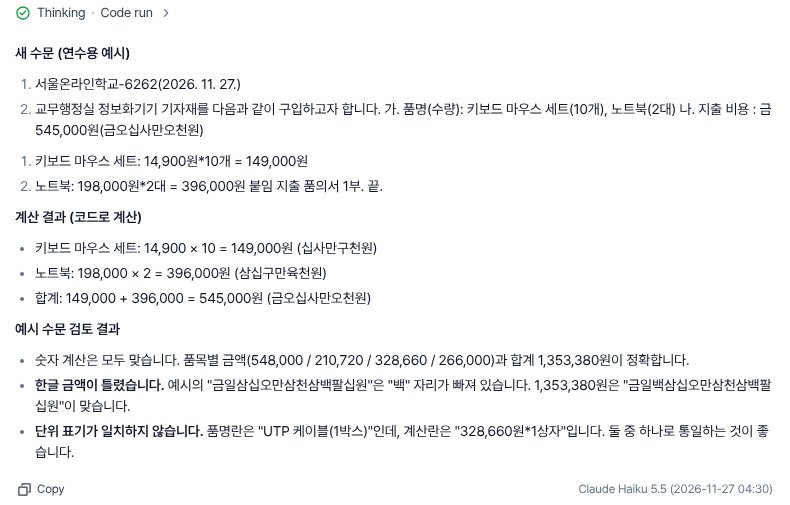 Thinking · Code run
새 수문 (연수용 예시)
1. 서울온라인학교-6262(2026. 11. 27.)
2. 교무행정실 정보화기기 기자재를 다음과 같이 구입하고자 합니다. 가. 품명(수량): 키보드 마우스 세트(10개), 노트북(2대) 나. 지출 비용 : 금
545,000원(금오십사만오천원)
1. 키보드 마우스 세트: 14,900원*10개 = 149,000원
2. 노트북: 198,000원*2대 = 396,000원 붙임 지출 품의서 1부. 끝.
계산 결과 (코드로 계산)
• 키보드 마우스 세트: 14,900 × 10 = 149,000원 (십사만구천원)
• 노트북: 198,000 × 2 = 396,000원 (삼십구만육천원)
• 합계: 149,000 + 396,000 = 545,000원 (금오십사만오천원)
예시 수문 검토 결과
• 숫자 계산은 모두 맞습니다. 품목별 금액(548,000 / 210,720 / 328,660 / 266,000)과 합계 1,353,380원이 정확합니다.
• 한글 금액이 틀렸습니다. 예시의 "금일삼십오만삼천삼백팔십원"은 "백" 자리가 빠져 있습니다. 1,353,380원은 "금일백삼십오만삼천삼백팔
십원"이 맞습니다.
• 단위 표기가 일치하지 않습니다. 품명란은 "UTP 케이블(1박스)"인데, 계산란은 "328,660원*1상자"입니다. 둘 중 하나로 통일하는 것이 좋
습니다.
Copy
Claude Haiku 5.5 (2026-11-27 04:30)